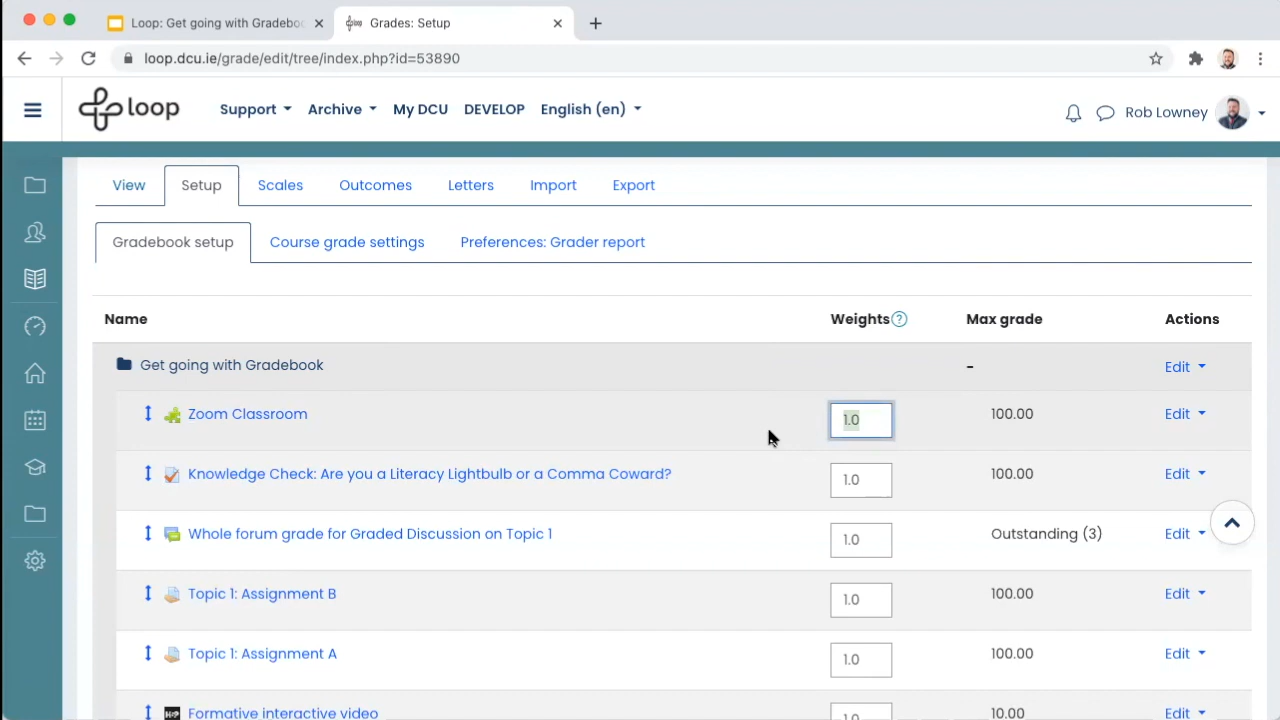 Loop: Get going with Gradeboo
Grades: Setup
loop.dcu.ie/grade/edit/tree/index.php?id=53890
loop
Support
Archive
My DCU
DEVELOP
English (en)
Rob Lowney
View
Setup
Scales
Outcomes
Letters
Import
Export
Gradebook setup
Course grade settings
Preferences: Grader report
Name
Weights
?
Max grade
Actions
Get going with Gradebook
-
Edit
Zoom Classroom
1.0
100.00
Edit
Knowledge Check: Are you a Literacy Lightbulb or a Comma Coward?
1.0
100.00
Edit
Whole forum grade for Graded Discussion on Topic 1
1.0
Outstanding (3)
Edit
Topic 1: Assignment B
1.0
100.00
Edit
Topic 1: Assignment A
1.0
100.00
Edit
H5P
Formative interactive video
1.0
10.00
Edit